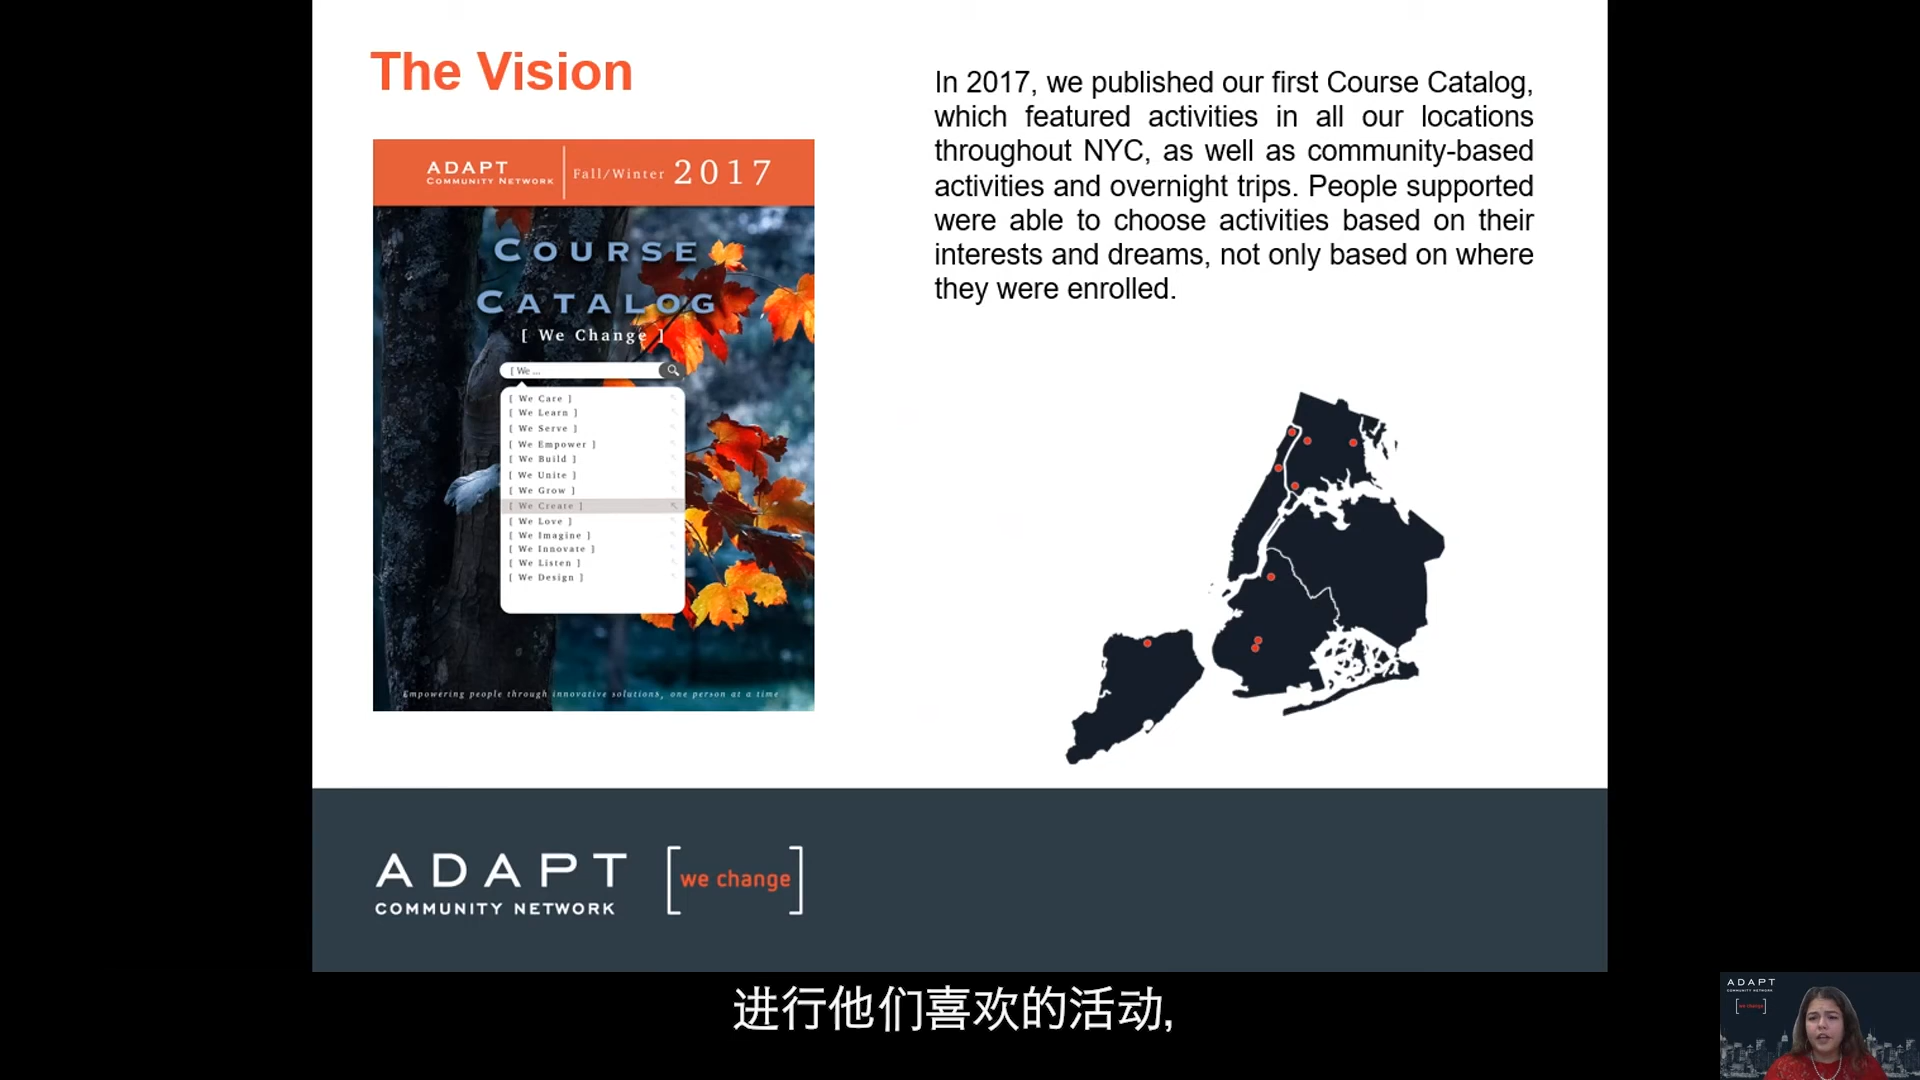 The Vision
ADAPT
COMMUNITY NETWORK
Fall/Winter 2017
COURSE
CATALOG
[ We Change ]
[ We ...
[ We Care ]
[ We Learn ]
[ We Serve ]
[ We Empower ]
[ We Build ]
[ We Unite ]
[ We Grow ]
[ We Create ]
[ We Love ]
[ We Imagine ]
[ We Innovate ]
[ We Listen ]
[ We Design ]
Empowering people through innovative solutions, one person at a time
In 2017, we published our first Course Catalog,
which featured activities in all our locations
throughout NYC, as well as community-based
activities and overnight trips. People supported
were able to choose activities based on their
interests and dreams, not only based on where
they were enrolled.
ADAPT
COMMUNITY NETWORK
[we change]
进行他们喜欢的活动,
ADAPT
COMMUNITY NETWORK
[we change]